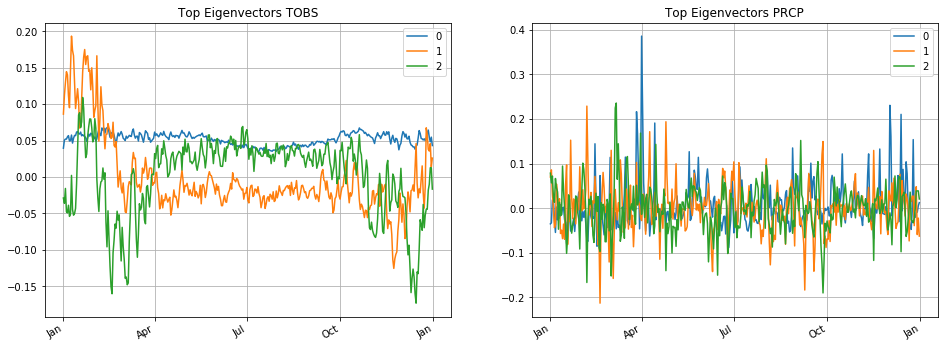 Top Eigenvectors TOBS
0.20
0.15
0.10
0.05
0.00
−0.05
−0.10
−0.15
Jan
Apr
Jul
Oct
Jan
0
1
2
Top Eigenvectors PRCP
0.4
0.3
0.2
0.1
0.0
−0.1
−0.2
Jan
Apr
Jul
Oct
Jan
0
1
2